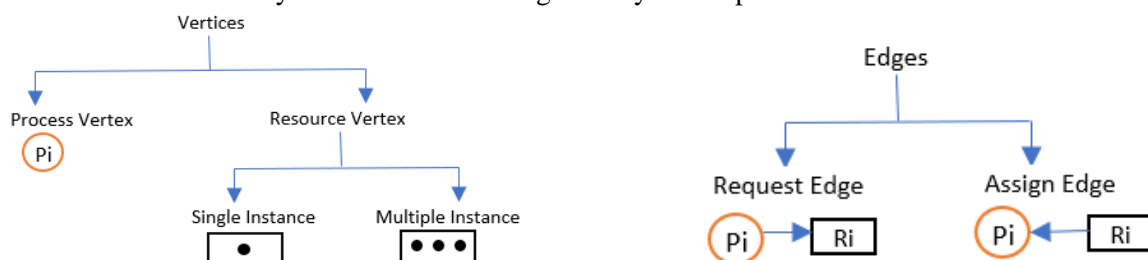 Vertices
Edges
Process Vertex
Resource Vertex
Pi
Request Edge
Assign Edge
Single Instance
Multiple Instance
Pi
Ri
Pi
Ri